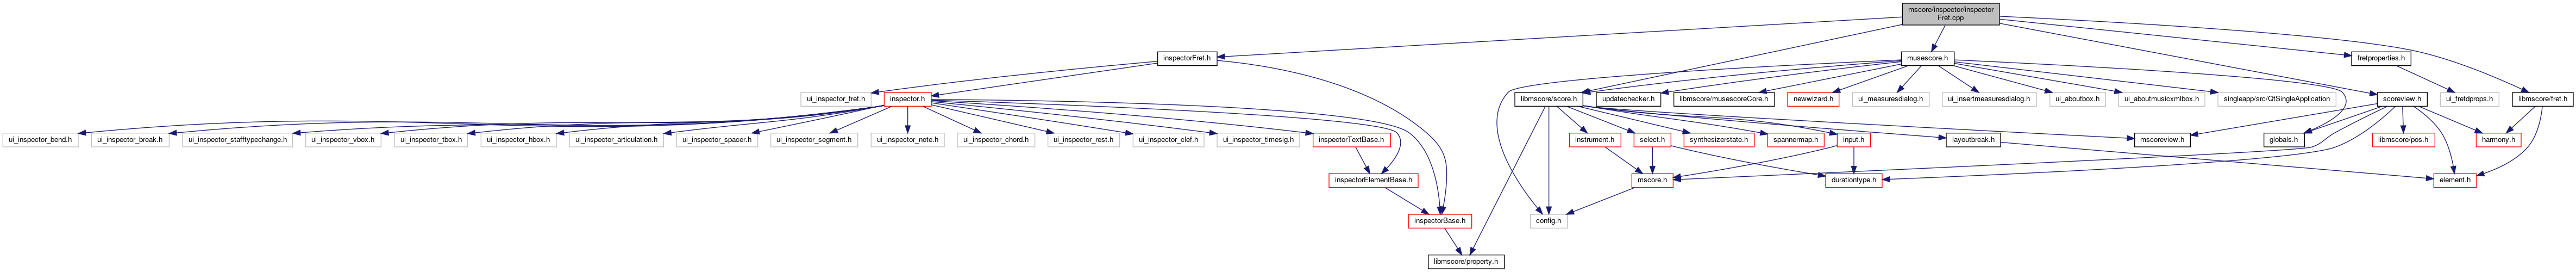 mscore/inspector/inspector
Fret.cpp
inspectorFret.h
musescore.h
fretproperties.h
ui_inspector_fret.h
inspector.h
libmscore/score.h
updatechecker.h
libmscore/musescoreCore.h
newwizard.h
ui_measuresdialog.h
ui_insertmeasuresdialog.h
ui_aboutbox.h
ui_aboutmusicxmlbox.h
singleapp/src/QtSingleApplication
scoreview.h
ui_fretdprops.h
libmscore/fret.h
ui_inspector_bend.h
ui_inspector_break.h
ui_inspector_stafftypechange.h
ui_inspector_vbox.h
ui_inspector_tbox.h
ui_inspector_hbox.h
ui_inspector_articulation.h
ui_inspector_spacer.h
ui_inspector_segment.h
ui_inspector_note.h
ui_inspector_chord.h
ui_inspector_rest.h
ui_inspector_clef.h
ui_inspector_timesig.h
inspectorTextBase.h
instrument.h
select.h
synthesizerstate.h
spannermap.h
input.h
layoutbreak.h
mscoreview.h
globals.h
libmscore/pos.h
harmony.h
inspectorElementBase.h
mscore.h
durationtype.h
element.h
inspectorBase.h
config.h
libmscore/property.h